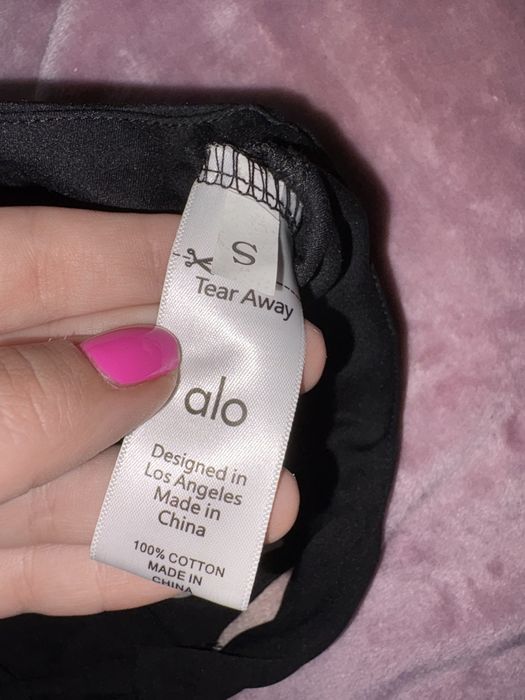 S
Tear Away
alo
Designed in
Los Angeles
Made in
China
100% COTTON
MADE IN
CHINA